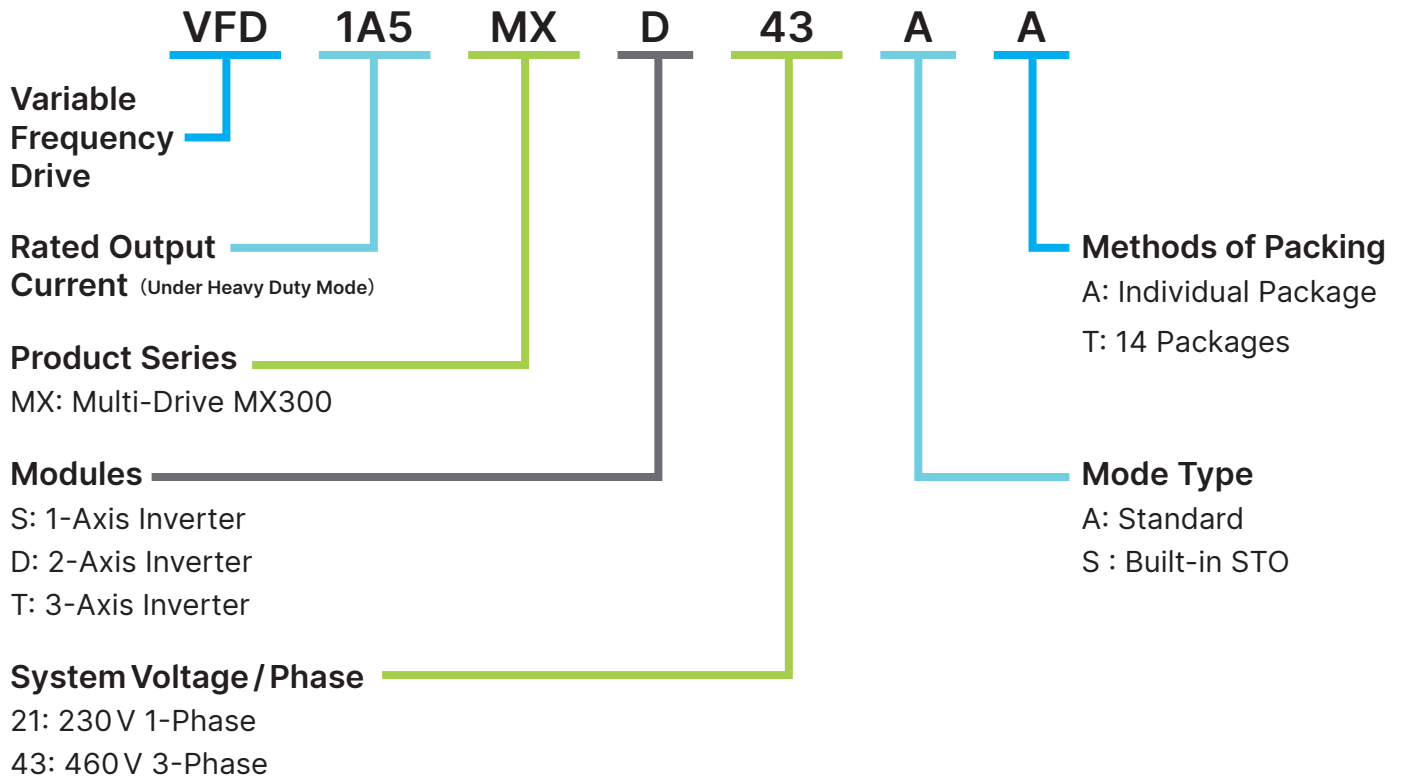 VFD 1A5 MX D 43 A A
Variable
Frequency
Drive
Rated Output
Current (Under Heavy Duty Mode)
Product Series
MX: Multi-Drive MX300
Modules
S: 1-Axis Inverter
D: 2-Axis Inverter
T: 3-Axis Inverter
System Voltage / Phase
21: 230 V 1-Phase
43: 460 V 3-Phase
Methods of Packing
A: Individual Package
T: 14 Packages
Mode Type
A: Standard
S : Built-in STO